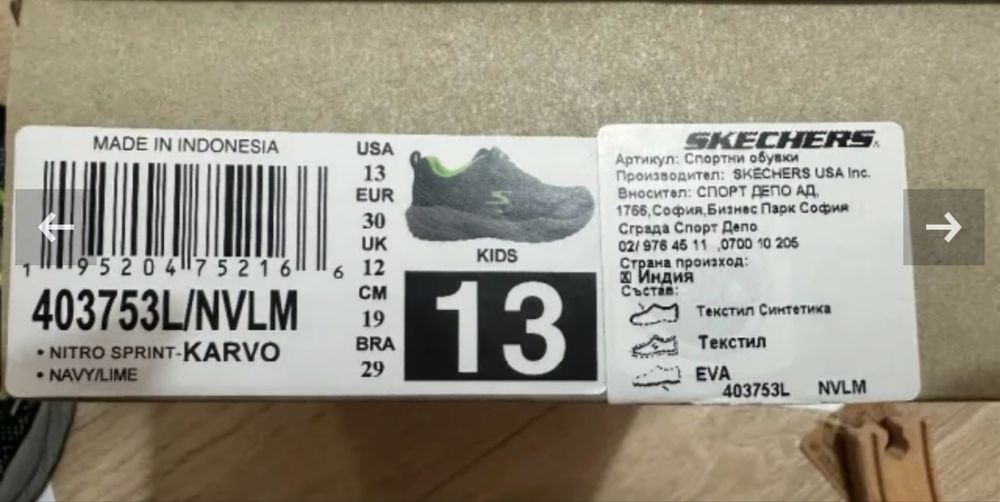 MADE IN INDONESIA
1 95204 75216 6
403753L/NVLM
• NITRO SPRINT-KARVO
• NAVY/LIME
USA
13
EUR
30
UK
12
CM
19
BRA
29
KIDS
13
SKECHERS
Артикул: Спортни обувки
Производител: SKECHERS USA Inc.
Вносител: СПОРТ ДЕПО АД,
1766,София,Бизнес Парк София
Сграда Спорт Депо
02/ 976 45 11 ,0700 10 205
Страна произход:
☒ Индия
Състав:
Текстил Синтетика
Текстил
EVA
403753L NVLM